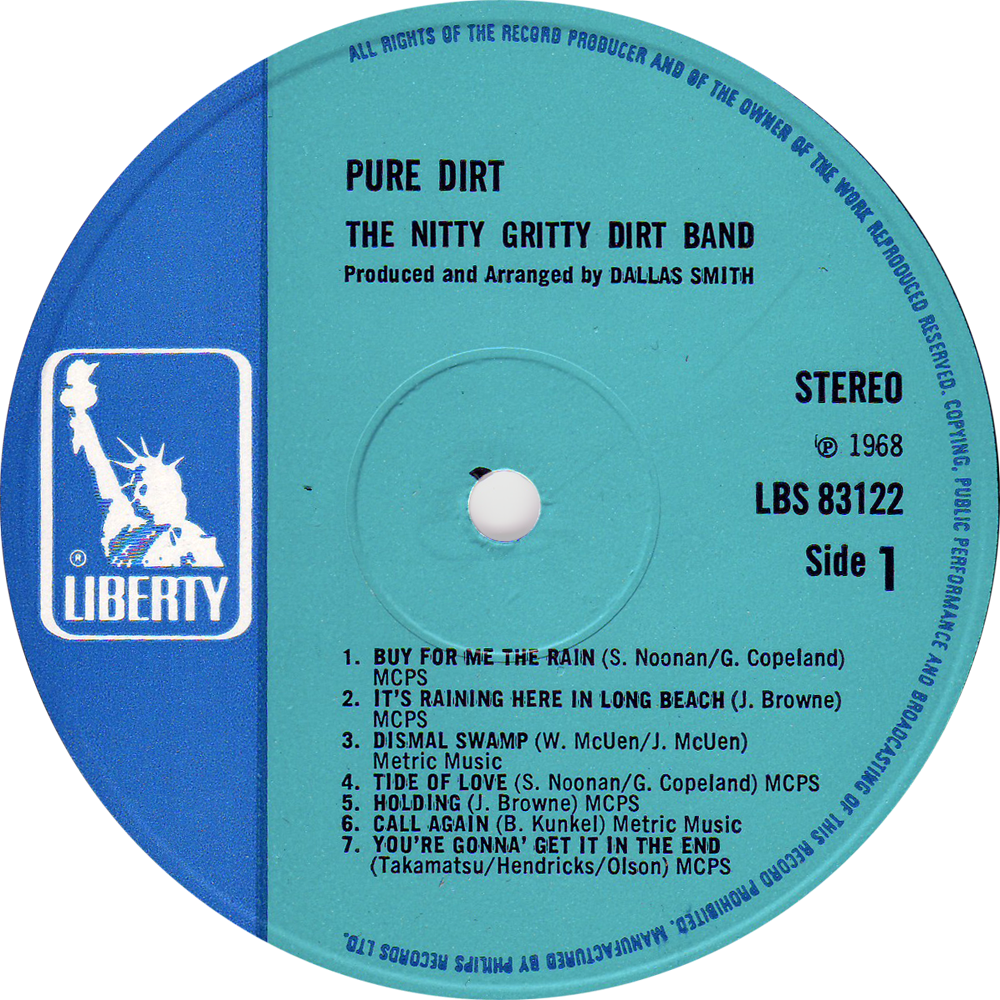 ALL RIGHTS OF THE RECORD PRODUCER AND OF THE OWNER OF THE WORK REPRODUCED RESERVED. COPYING, PUBLIC PERFORMANCE AND BROADCASTING OF THIS RECORD PROHIBITED. MANUFACTURED BY PHILIPS RECORDS LTD.
PURE DIRT
THE NITTY GRITTY DIRT BAND
Produced and Arranged by DALLAS SMITH
STEREO
℗ 1968
LBS 83122
Side 1
® LIBERTY
1. BUY FOR ME THE RAIN (S. Noonan/G. Copeland)
MCPS
2. IT'S RAINING HERE IN LONG BEACH (J. Browne)
MCPS
3. DISMAL SWAMP (W. McUen/J. McUen)
Metric Music
4. TIDE OF LOVE (S. Noonan/G. Copeland) MCPS
5. HOLDING (J. Browne) MCPS
6. CALL AGAIN (B. Kunkel) Metric Music
7. YOU'RE GONNA' GET IT IN THE END
(Takamatsu/Hendricks/Olson) MCPS